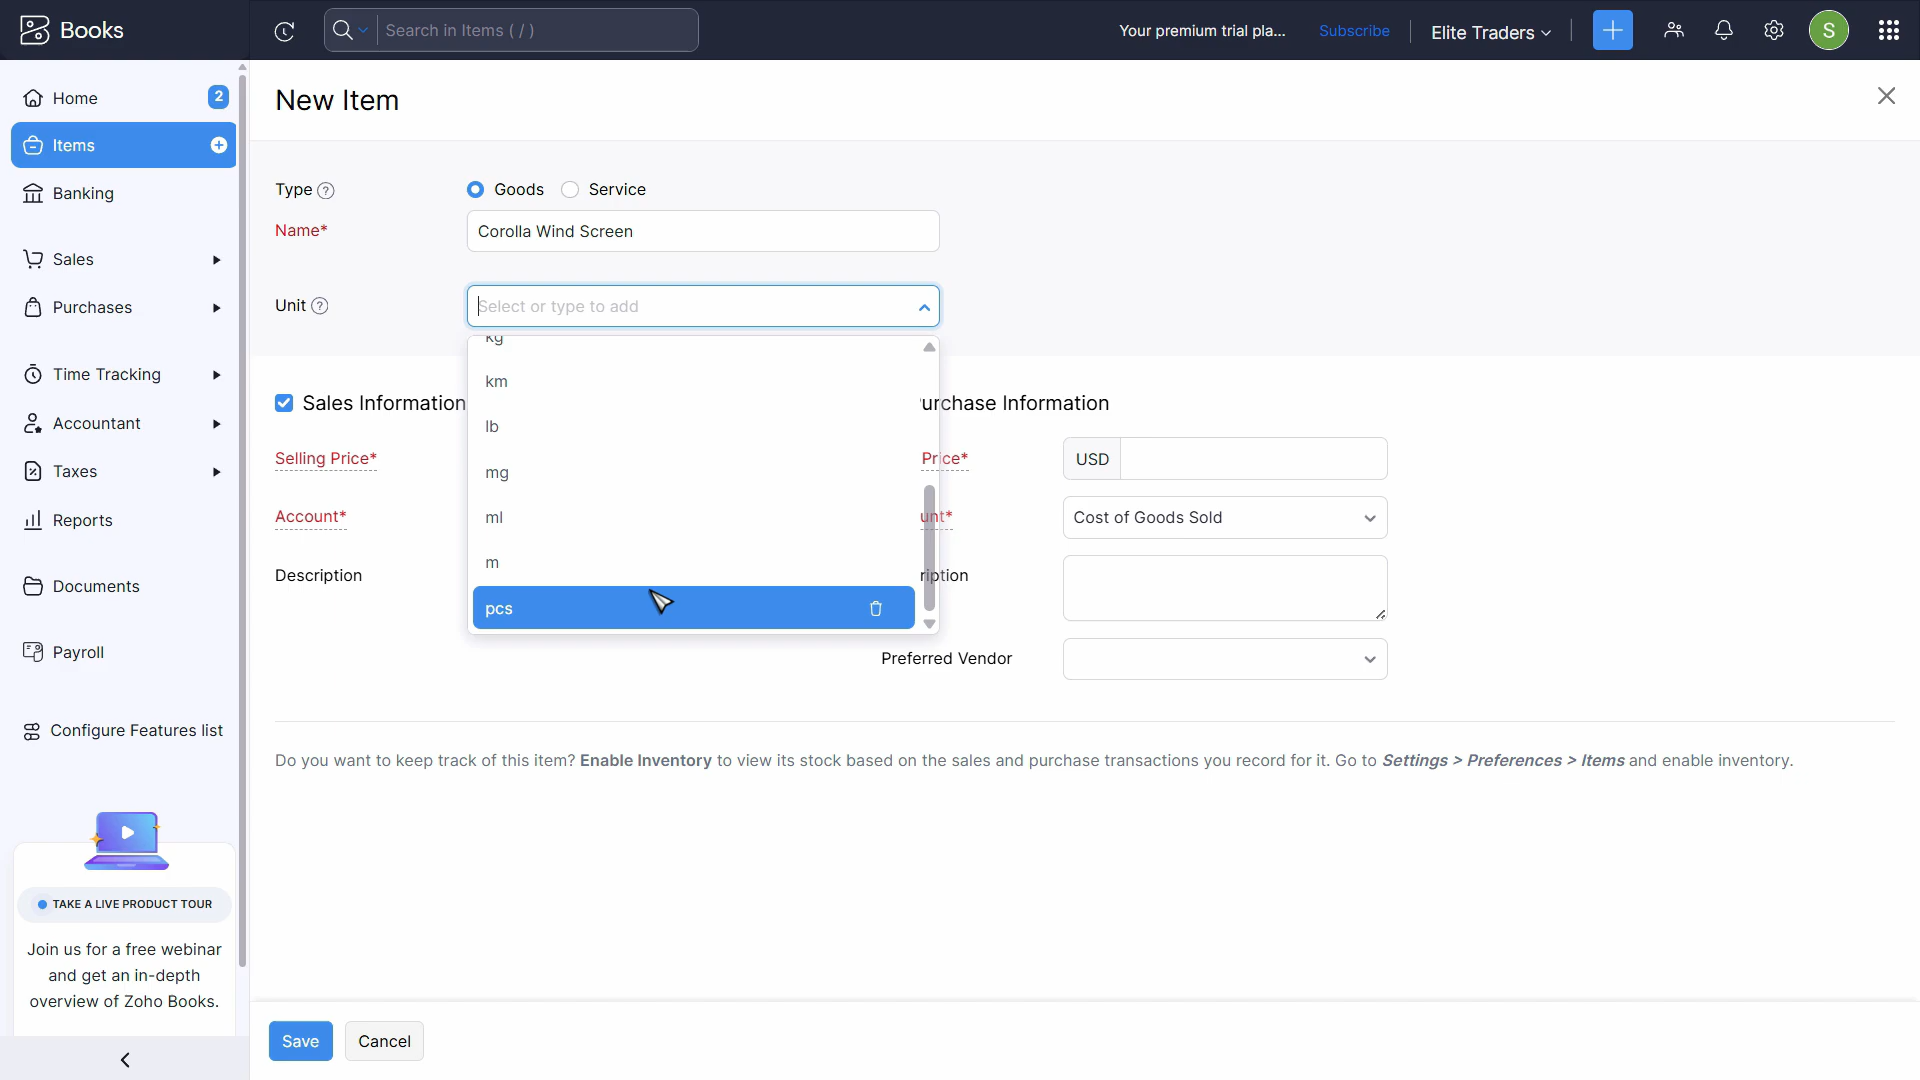 Books
Search in Items ( / )
Your premium trial pla...
Subscribe
Elite Traders
S
Home
2
Items
Banking
Sales
Purchases
Time Tracking
Accountant
Taxes
Reports
Documents
Payroll
Configure Features list
TAKE A LIVE PRODUCT TOUR
Join us for a free webinar
and get an in-depth
overview of Zoho Books.
New Item
Type
Goods
Service
Name*
Corolla Wind Screen
Unit
Select or type to add
kg
km
lb
mg
ml
m
pcs
Sales Information
Selling Price*
Account*
Description
urchase Information
Price*
USD
unt*
Cost of Goods Sold
ription
Preferred Vendor
Do you want to keep track of this item? Enable Inventory to view its stock based on the sales and purchase transactions you record for it. Go to Settings > Preferences > Items and enable inventory.
Save
Cancel